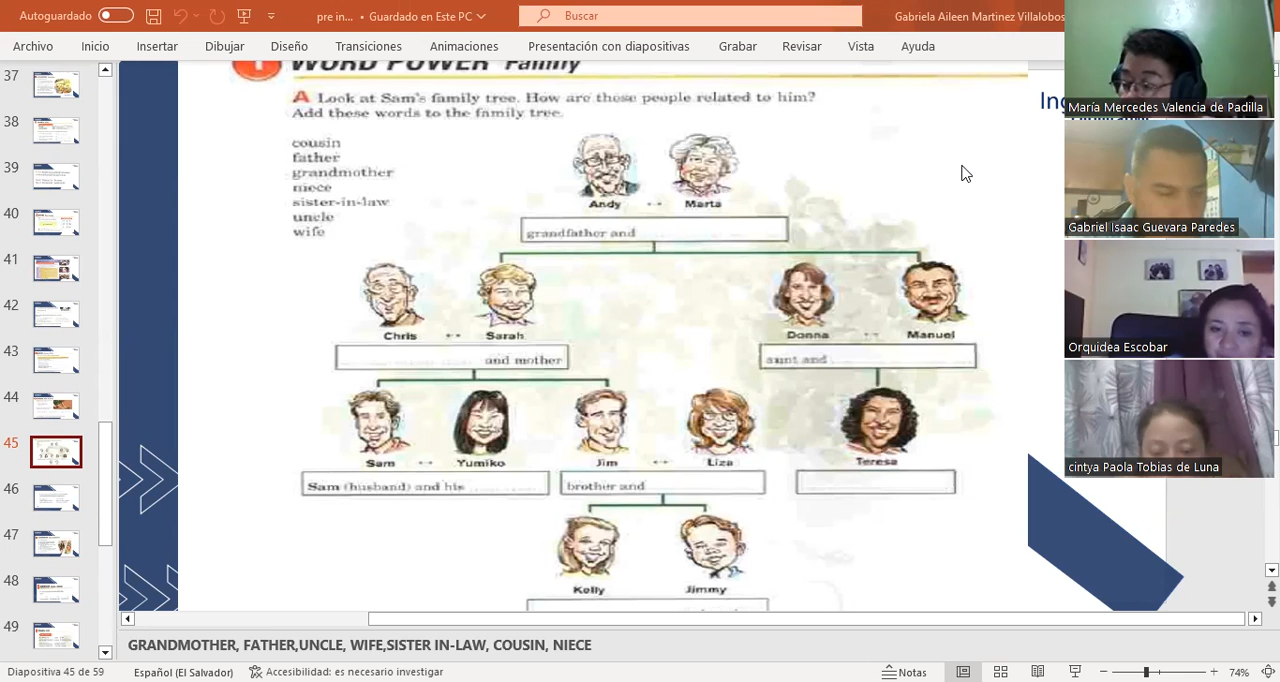 Autoguardado
pre in... • Guardado en Este PC
Buscar
Gabriela Aileen Martinez Villalobos
Archivo Inicio Insertar Dibujar Diseño Transiciones Animaciones Presentación con diapositivas Grabar Revisar Vista Ayuda
37
38
39
40
41
42
43
44
45
46
47
48
49
1 WORD POWER Family
A Look at Sam's family tree. How are these people related to him?
Add these words to the family tree.
cousin
father
grandmother
niece
sister-in-law
uncle
wife
Andy Marta
grandfather and
Chris Sarah Donna Manuel
and mother
aunt and
Sam Yumiko Jim Liza Teresa
Sam (husband) and his
brother and
Kelly Jimmy
María Mercedes Valencia de Padilla
Gabriel Isaac Guevara Paredes
Orquidea Escobar
cintya Paola Tobias de Luna
GRANDMOTHER, FATHER,UNCLE, WIFE,SISTER IN-LAW, COUSIN, NIECE
Diapositiva 45 de 59 Español (El Salvador) Accesibilidad: es necesario investigar Notas 74%